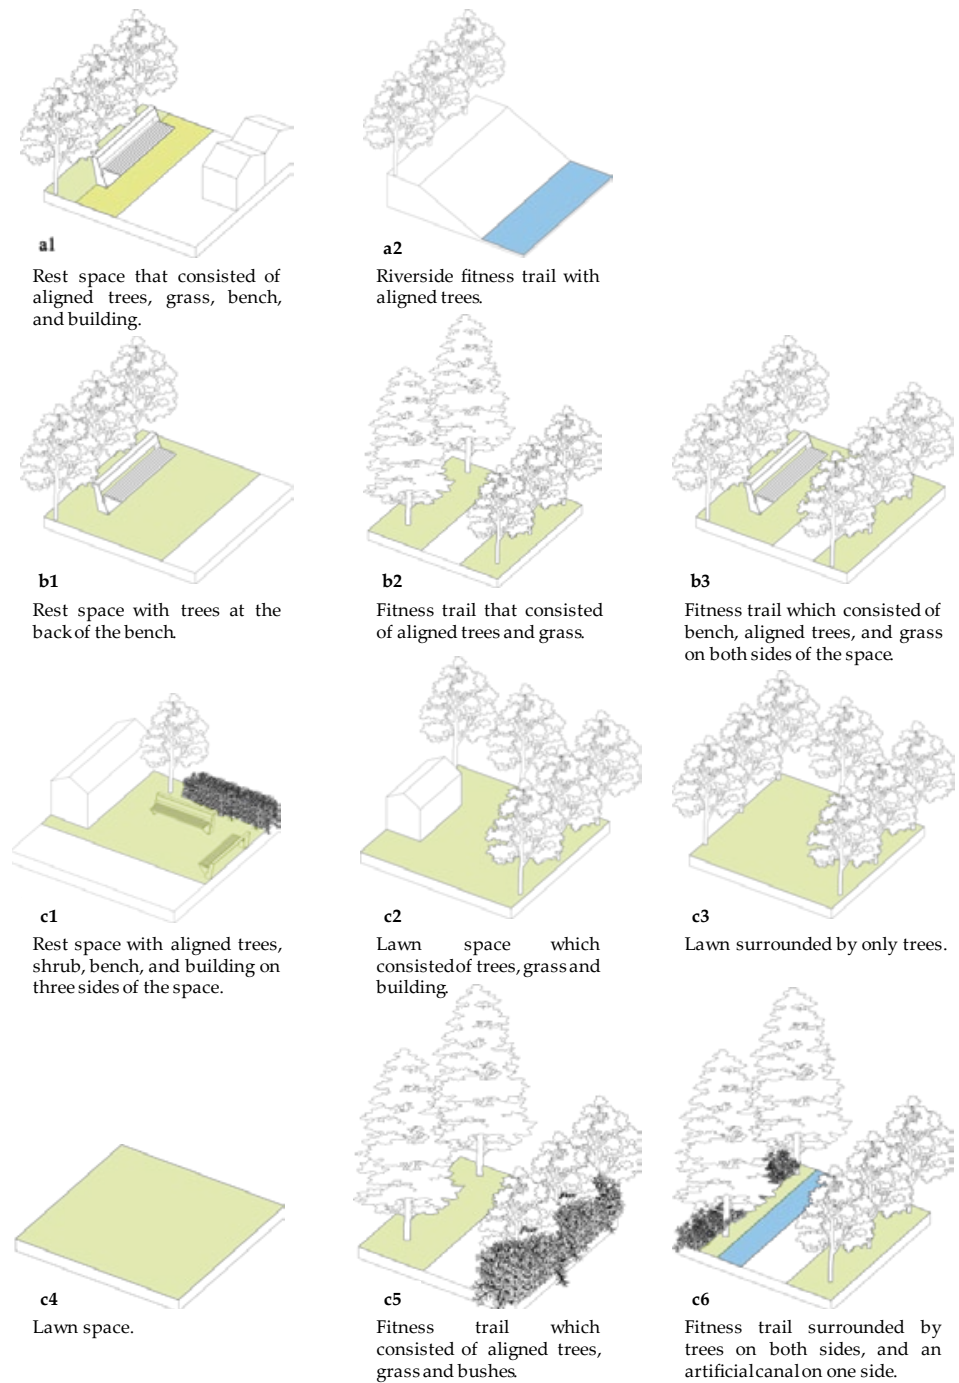 a1
Rest space that consisted of
aligned trees, grass, bench,
and building.
a2
Riverside fitness trail with
aligned trees.
b1
Rest space with trees at the
back of the bench.
b2
Fitness trail that consisted
of aligned trees and grass.
b3
Fitness trail which consisted of
bench, aligned trees, and grass
on both sides of the space.
c1
Rest space with aligned trees,
shrub, bench, and building on
three sides of the space.
c2
Lawn space which
consisted of trees, grass and
building.
c3
Lawn surrounded by only trees.
c4
Lawn space.
c5
Fitness trail which
consisted of aligned trees,
grass and bushes.
c6
Fitness trail surrounded by
trees on both sides, and an
artificial canal on one side.